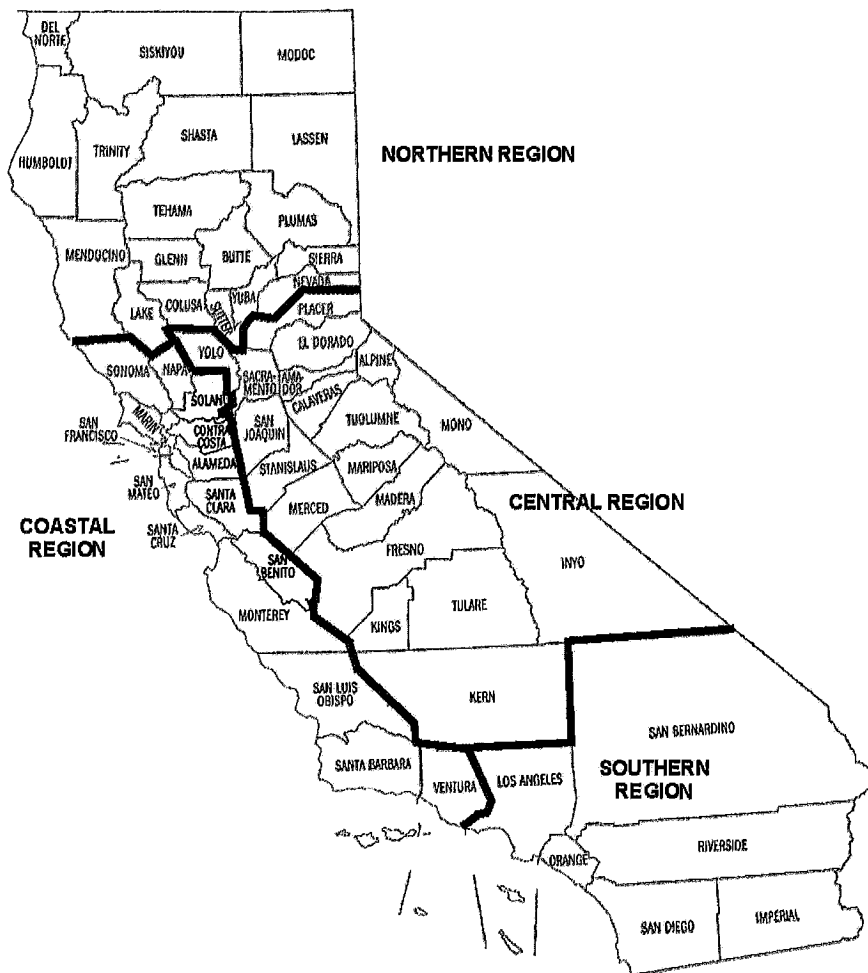 DEL
NORTE
SISKIYOU
MODOC
HUMBOLDT
TRINITY
SHASTA
LASSEN
NORTHERN REGION
TEHAMA
PLUMAS
MENDOCINO
GLENN
BUTTE
SIERRA
NEVADA
LAKE
COLUSA
SUTTER
YUBA
PLACER
YOLO
EL DORADO
SONOMA
NAPA
SACRA-
MENTO
AMA-
DOR
ALPINE
SOLANO
CALAVERAS
MARIN
SAN
FRANCISCO
CONTRA
COSTA
SAN
JOAQUIN
TUOLUMNE
MONO
ALAMEDA
STANISLAUS
MARIPOSA
SAN
MATEO
SANTA
CLARA
MERCED
MADERA
CENTRAL REGION
COASTAL
REGION
SANTA
CRUZ
FRESNO
SAN
BENITO
INYO
MONTEREY
KINGS
TULARE
SAN LUIS
OBISPO
KERN
SAN BERNARDINO
SANTA BARBARA
VENTURA
LOS ANGELES
SOUTHERN
REGION
ORANGE
RIVERSIDE
SAN DIEGO
IMPERIAL